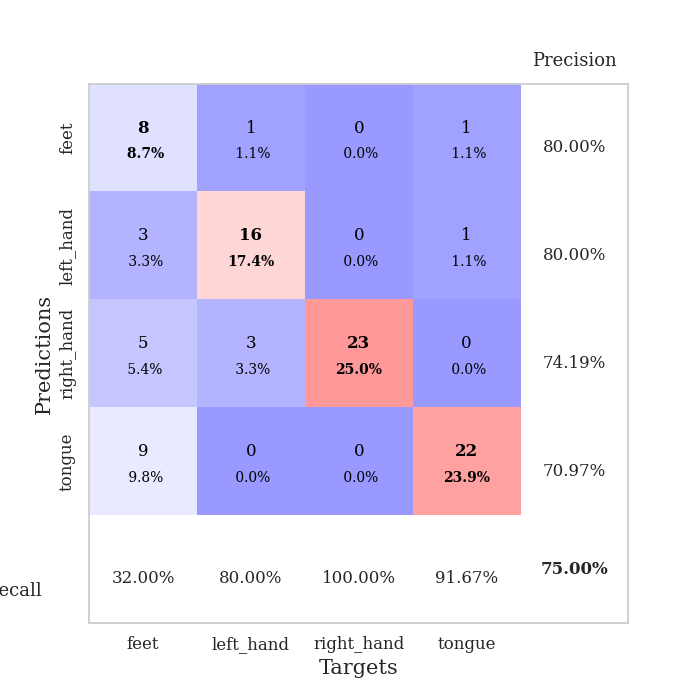 Precision
feet 8 1 0 1 80.00%
8.7% 1.1% 0.0% 1.1%
left_hand 3 16 0 1 80.00%
3.3% 17.4% 0.0% 1.1%
right_hand 5 3 23 0 74.19%
5.4% 3.3% 25.0% 0.0%
tongue 9 0 0 22 70.97%
9.8% 0.0% 0.0% 23.9%
Predictions
ecall 32.00% 80.00% 100.00% 91.67% 75.00%
feet left_hand right_hand tongue
Targets